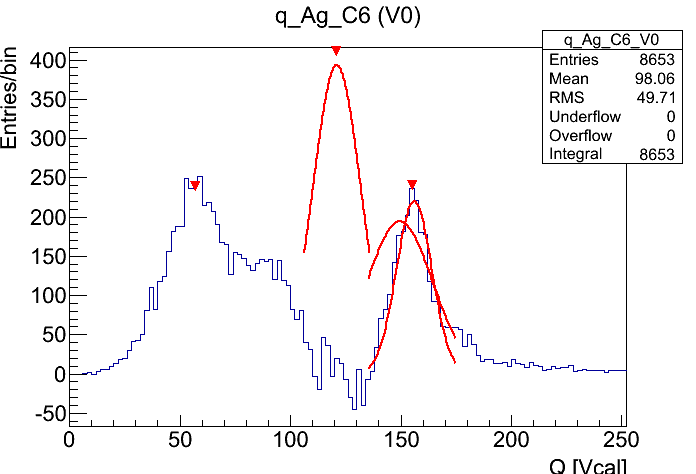 q_Ag_C6 (V0)
q_Ag_C6_V0
Entries 8653
Mean 98.06
RMS 49.71
Underflow 0
Overflow 0
Integral 8653
Entries/bin
400
350
300
250
200
150
100
50
0
-50
0 50 100 150 200 250
Q [Vcal]